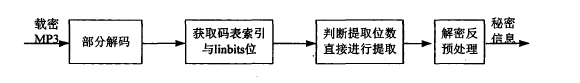 载密
MP3
部分解码
获取码表索引
与linbits位
判断提取位数
直接进行提取
解密反
预处理
秘密
信息